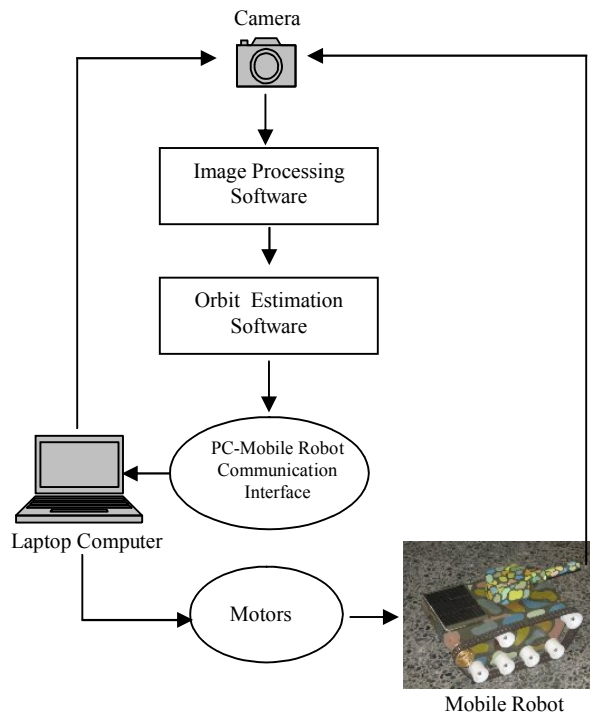 Camera
Image Processing
Software
Orbit Estimation
Software
PC-Mobile Robot
Communication
Interface
Laptop Computer
Motors
Mobile Robot